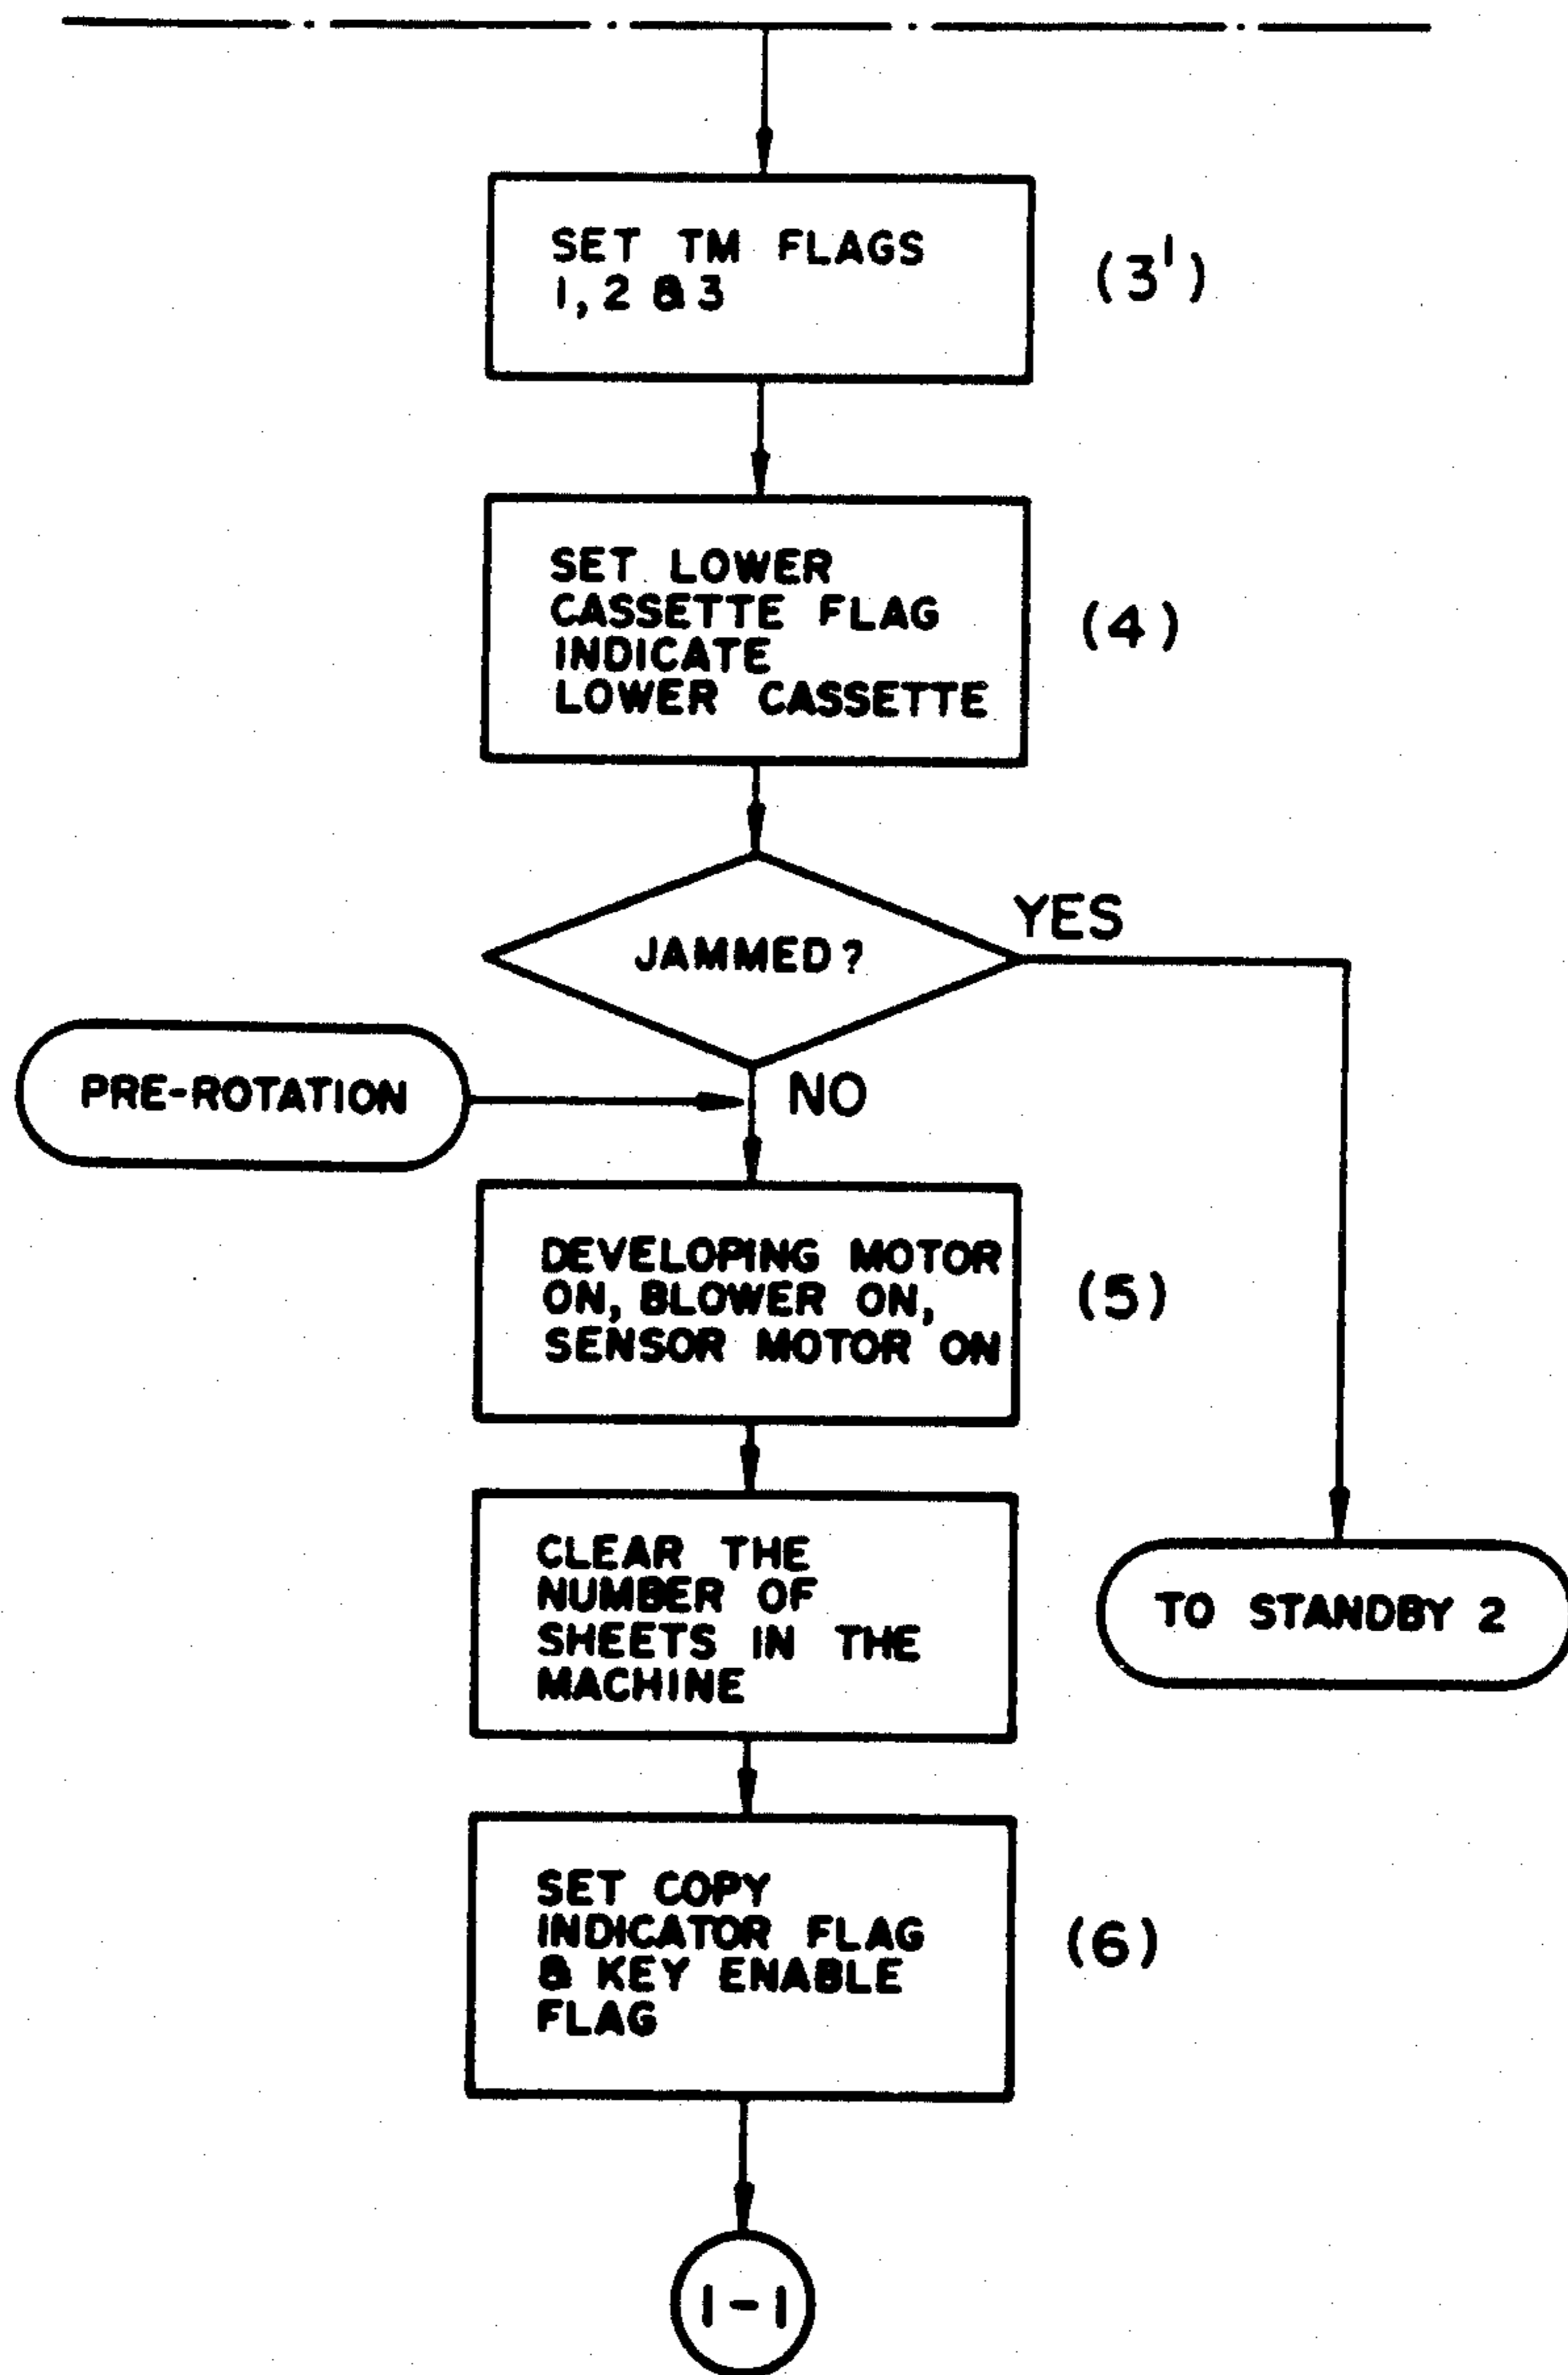 SET TM FLAGS
1, 2 & 3
(3')
SET LOWER
CASSETTE FLAG
INDICATE
LOWER CASSETTE
(4)
JAMMED?
YES
PRE-ROTATION
NO
DEVELOPING MOTOR
ON, BLOWER ON,
SENSOR MOTOR ON
(5)
CLEAR THE
NUMBER OF
SHEETS IN THE
MACHINE
TO STANDBY 2
SET COPY
INDICATOR FLAG
& KEY ENABLE
FLAG
(6)
1-1